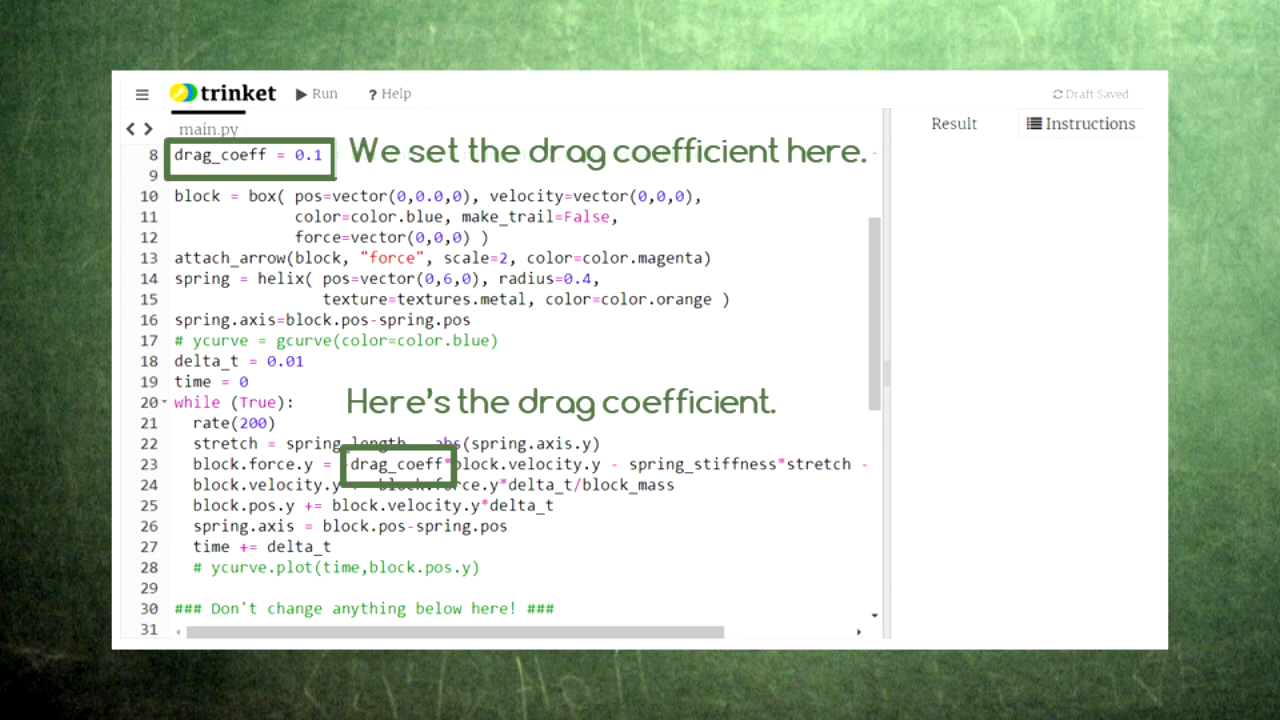 trinket Run ? Help Draft Saved
main.py Result Instructions
8 drag_coeff = 0.1 We set the drag coefficient here.
9
10 block = box( pos=vector(0,0.0,0), velocity=vector(0,0,0),
11 color=color.blue, make_trail=False,
12 force=vector(0,0,0) )
13 attach_arrow(block, "force", scale=2, color=color.magenta)
14 spring = helix( pos=vector(0,6,0), radius=0.4,
15 texture=textures.metal, color=color.orange )
16 spring.axis=block.pos-spring.pos
17 # ycurve = gcurve(color=color.blue)
18 delta_t = 0.01
19 time = 0
20 while (True):
Here's the drag coefficient.
21 rate(200)
22 stretch = spring_length abs(spring.axis.y)
23 block.force.y = drag_coeff*block.velocity.y - spring_stiffness*stretch -
24 block.velocity.y block.force.y*delta_t/block_mass
25 block.pos.y += block.velocity.y*delta_t
26 spring.axis = block.pos-spring.pos
27 time += delta_t
28 # ycurve.plot(time,block.pos.y)
29
30 ### Don't change anything below here! ###
31